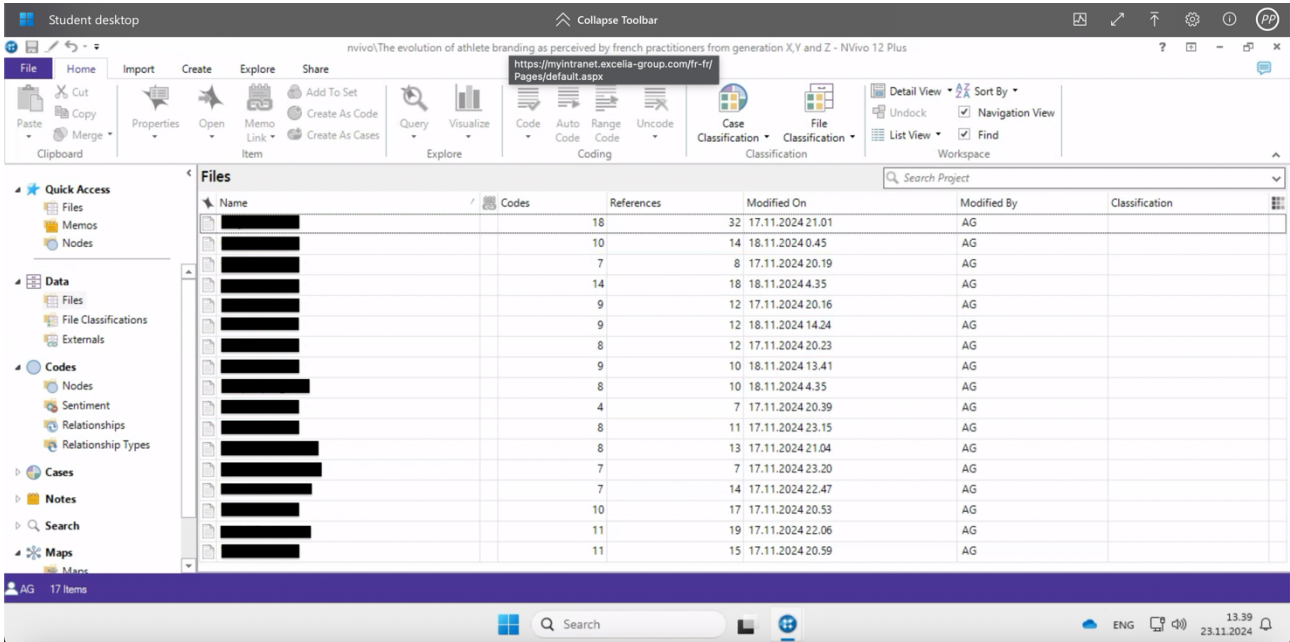 Student desktop
Collapse Toolbar
PP
nvivo\The evolution of athlete branding as perceived by french practitioners from generation X,Y and Z - NVivo 12 Plus
https://myintranet.excelia-group.com/fr-fr/
Pages/default.aspx
File Home Import Create Explore Share
Paste Cut Copy Merge
Clipboard
Properties Open Memo Link Add To Set Create As Code Create As Cases
Item
Query Visualize
Explore
Code Auto Code Range Code Uncode
Coding
Case Classification File Classification
Classification
Detail View Sort By
Undock Navigation View
List View Find
Workspace
Quick Access
Files
Memos
Nodes
Data
Files
File Classifications
Externals
Codes
Nodes
Sentiment
Relationships
Relationship Types
Cases
Notes
Search
Maps
Maps
Files
Search Project
Name Codes References Modified On Modified By Classification
18 32 17.11.2024 21.01 AG
10 14 18.11.2024 0.45 AG
7 8 17.11.2024 20.19 AG
14 18 18.11.2024 4.35 AG
9 12 17.11.2024 20.16 AG
9 12 18.11.2024 14.24 AG
8 12 17.11.2024 20.23 AG
9 10 18.11.2024 13.41 AG
8 10 18.11.2024 4.35 AG
4 7 17.11.2024 20.39 AG
8 11 17.11.2024 23.15 AG
8 13 17.11.2024 21.04 AG
7 7 17.11.2024 23.20 AG
7 14 17.11.2024 22.47 AG
10 17 17.11.2024 20.53 AG
11 19 17.11.2024 22.06 AG
11 15 17.11.2024 20.59 AG
AG 17 Items
Search
ENG
13.39
23.11.2024